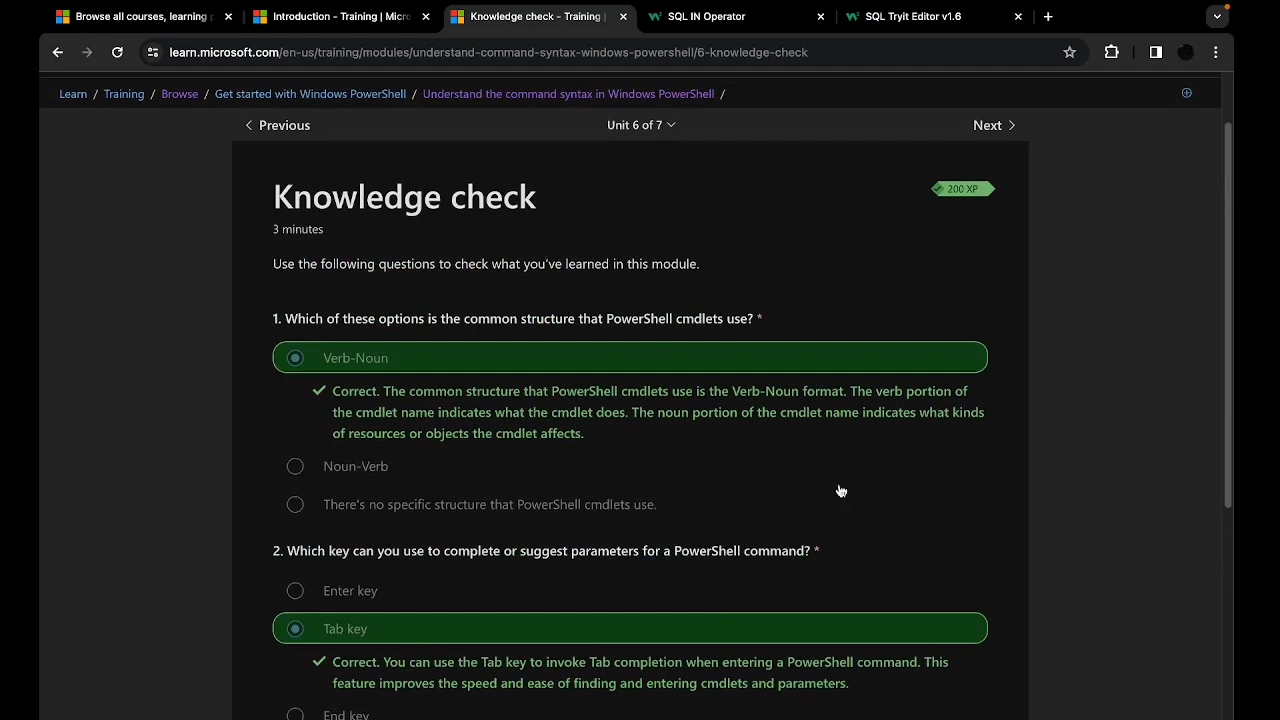 Browse all courses, learning p
Introduction - Training | Micro
Knowledge check - Training |
SQL IN Operator
SQL Tryit Editor v1.6
learn.microsoft.com/en-us/training/modules/understand-command-syntax-windows-powershell/6-knowledge-check
Learn / Training / Browse / Get started with Windows PowerShell / Understand the command syntax in Windows PowerShell /
Previous
Unit 6 of 7
Next
Knowledge check
200 XP
3 minutes
Use the following questions to check what you've learned in this module.
1. Which of these options is the common structure that PowerShell cmdlets use? *
Verb-Noun
Correct. The common structure that PowerShell cmdlets use is the Verb-Noun format. The verb portion of
the cmdlet name indicates what the cmdlet does. The noun portion of the cmdlet name indicates what kinds
of resources or objects the cmdlet affects.
Noun-Verb
There's no specific structure that PowerShell cmdlets use.
2. Which key can you use to complete or suggest parameters for a PowerShell command? *
Enter key
Tab key
Correct. You can use the Tab key to invoke Tab completion when entering a PowerShell command. This
feature improves the speed and ease of finding and entering cmdlets and parameters.
End key